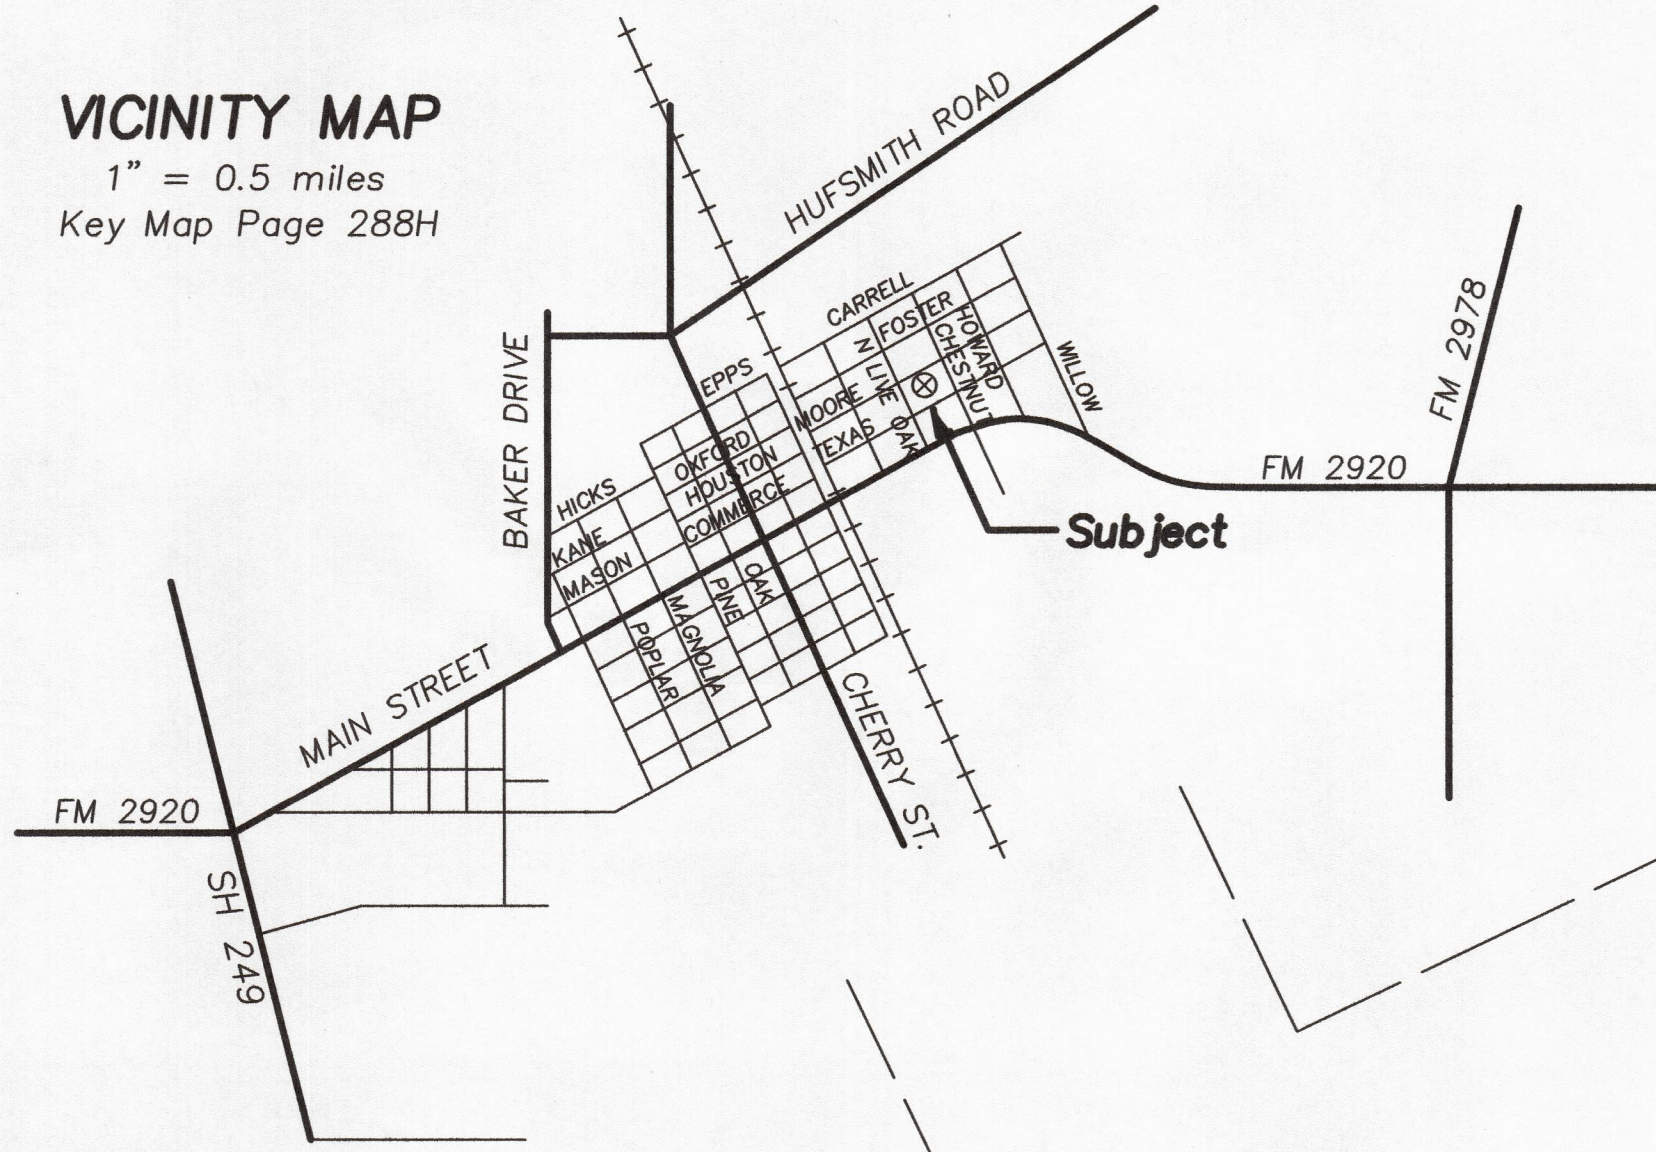 VICINITY MAP
1" = 0.5 miles
Key Map Page 288H
HUFSMITH ROAD
BAKER DRIVE
EPPS
CARRELL
FOSTER
HOWARD
CHESTNUT
N LIVE OAK
WILLOW
FM 2978
MOORE
TEXAS
OXFORD
HOUSTON
COMMERCE
HICKS
KANE
MASON
FM 2920
Subject
OAK
PINE
MAGNOLIA
POPLAR
MAIN STREET
CHERRY ST.
FM 2920
SH 249